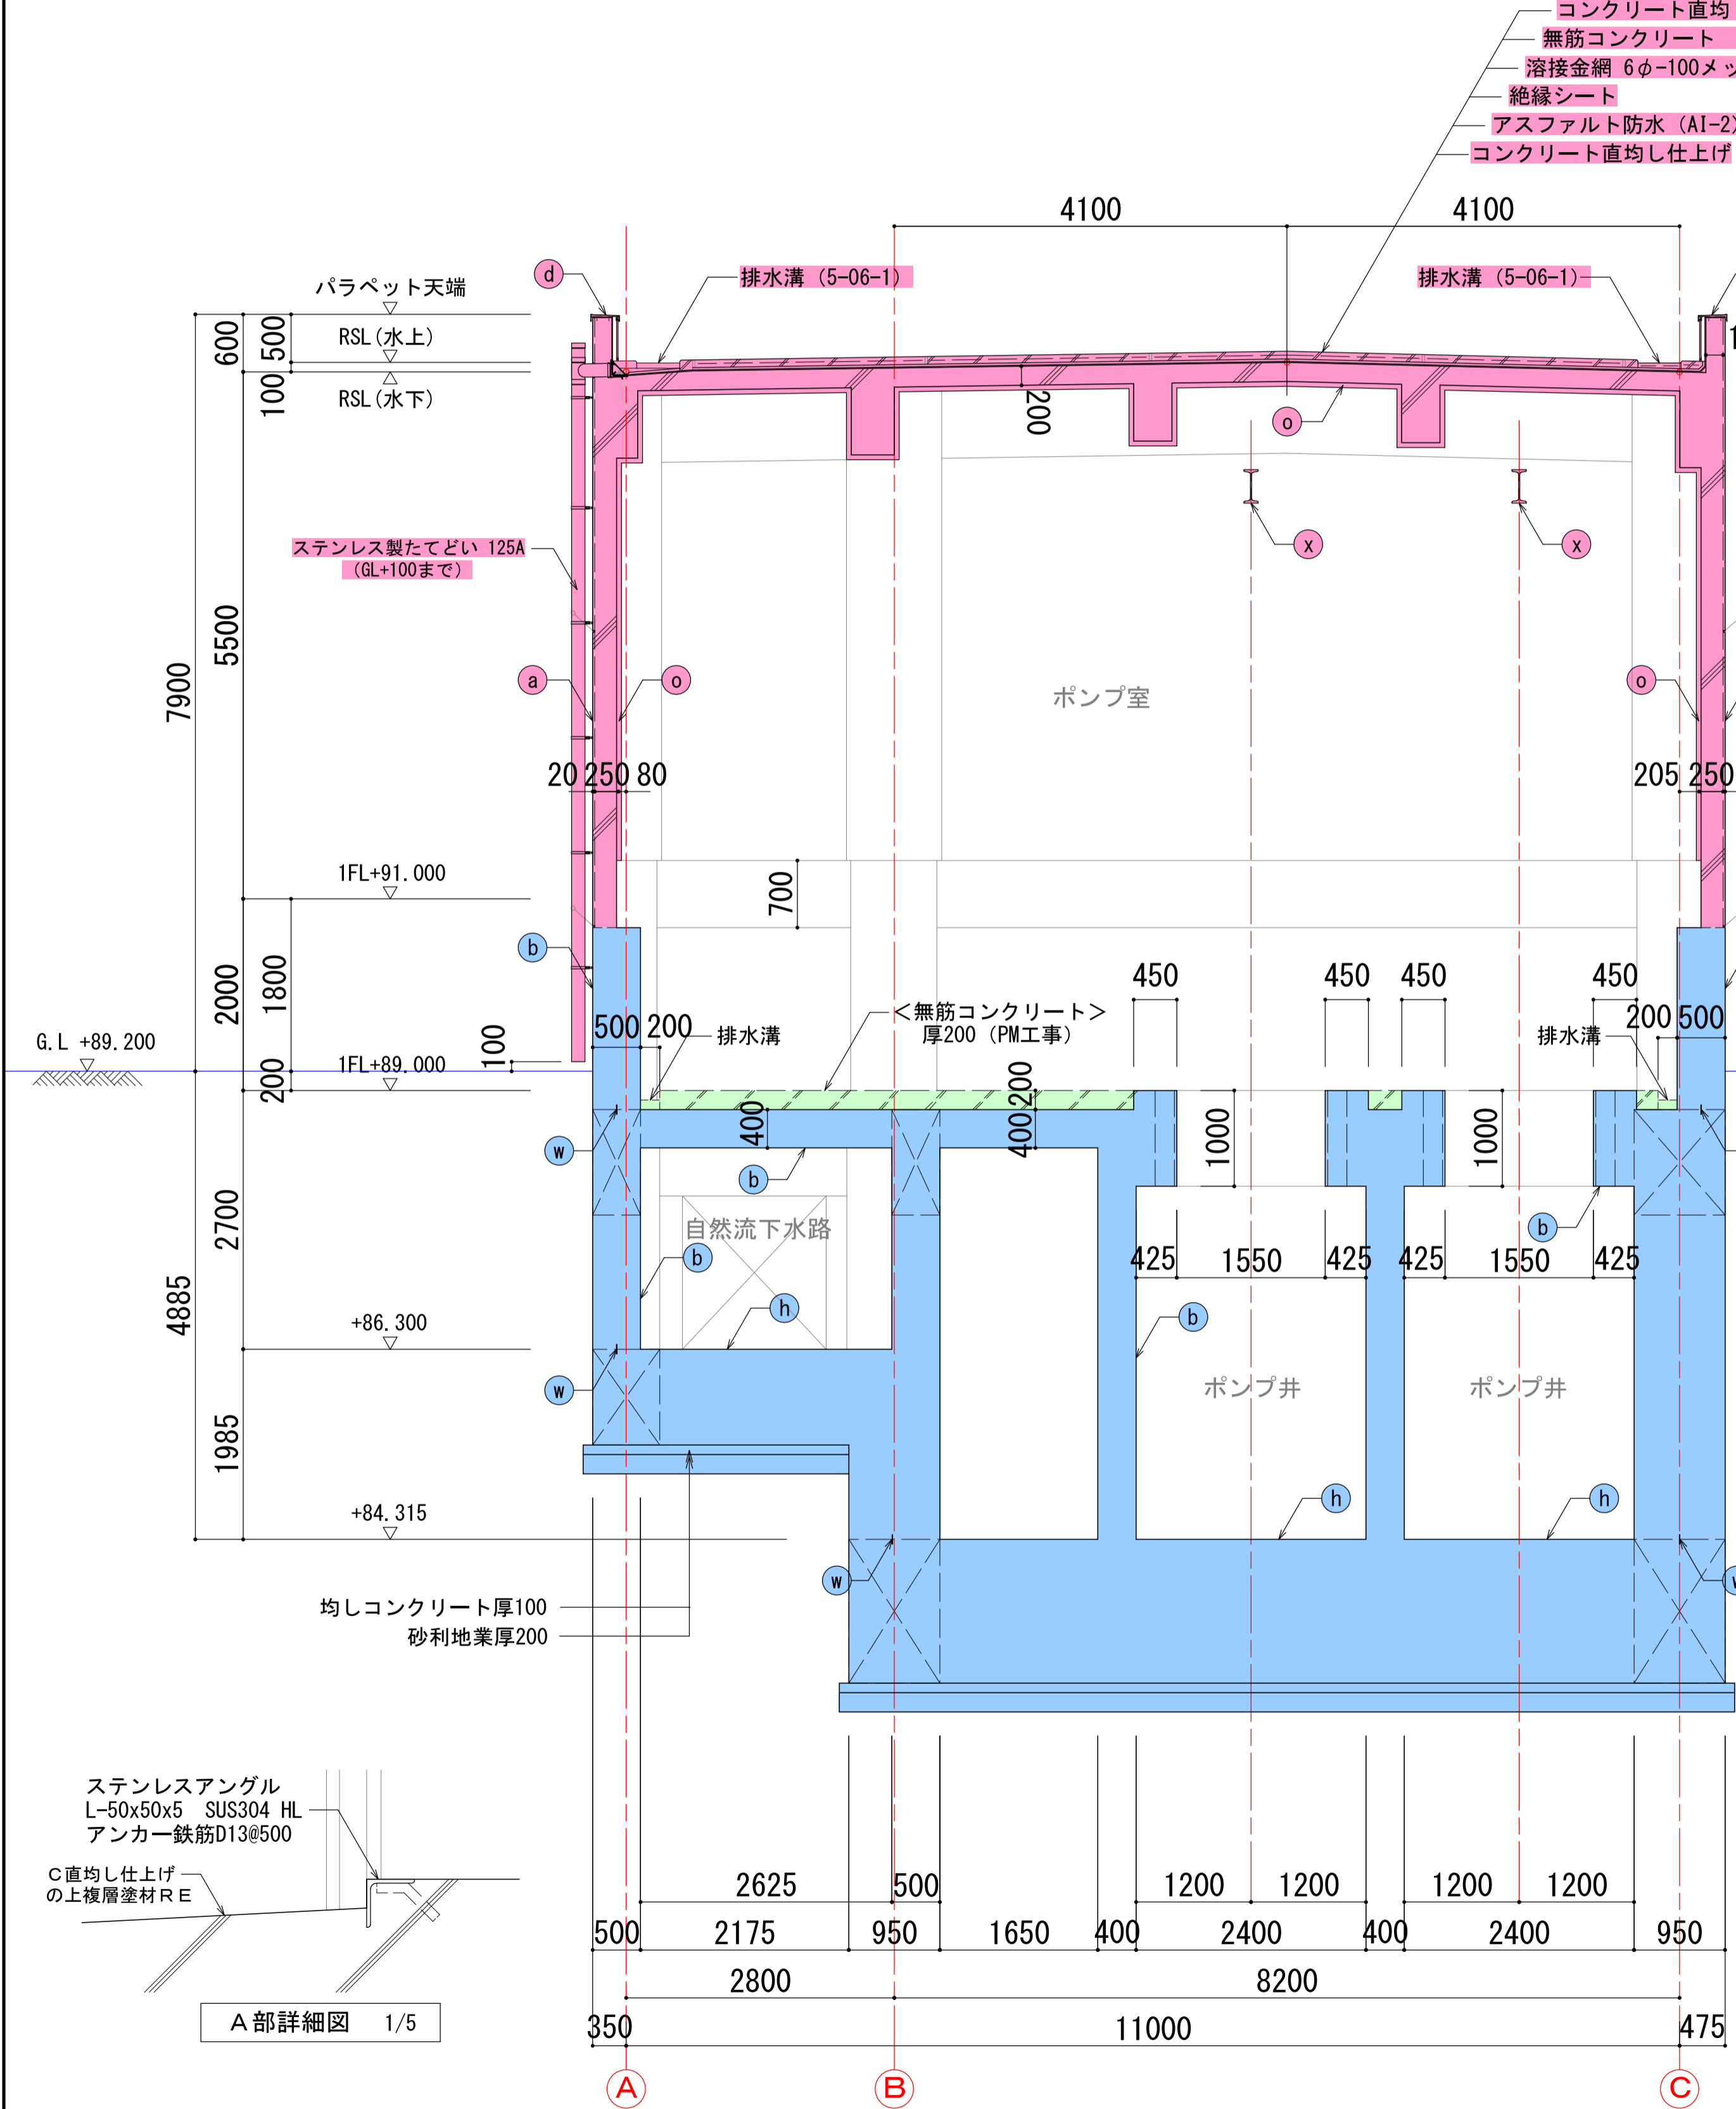 コンクリート直均
無筋コンクリート
溶接金網 6φ-100メッ
絶縁シート
アスファルト防水（AI-2）
コンクリート直均し仕上げ
4100
4100
d
排水溝（5-06-1）
排水溝（5-06-1）
パラペット天端
RSL(水上)
RSL(水下)
600
500
100
200
o
x
x
ステンレス製たてどい 125A
（GL+100まで）
5500
7900
a
o
o
ポンプ室
20 250 80
205 250
1FL+91.000
700
b
2000
1800
450
450
450
450
＜無筋コンクリート＞
厚200（PM工事）
500 200
排水溝
排水溝
200 500
G.L +89.200
100
1FL+89.000
200
200
400
400
1000
1000
w
b
b
自然流下水路
b
2700
425
1550
425
425
1550
425
h
b
4885
+86.300
w
ポンプ井
ポンプ井
1985
+84.315
h
h
w
均しコンクリート厚100
砂利地業厚200
ステンレスアングル
L-50x50x5 SUS304 HL
アンカー鉄筋D13@500
C直均し仕上げ
の上複層塗材RE
2625
500
1200
1200
1200
1200
500
2175
950
1650
400
2400
400
2400
950
2800
8200
A部詳細図 1/5
350
11000
475
A
B
C